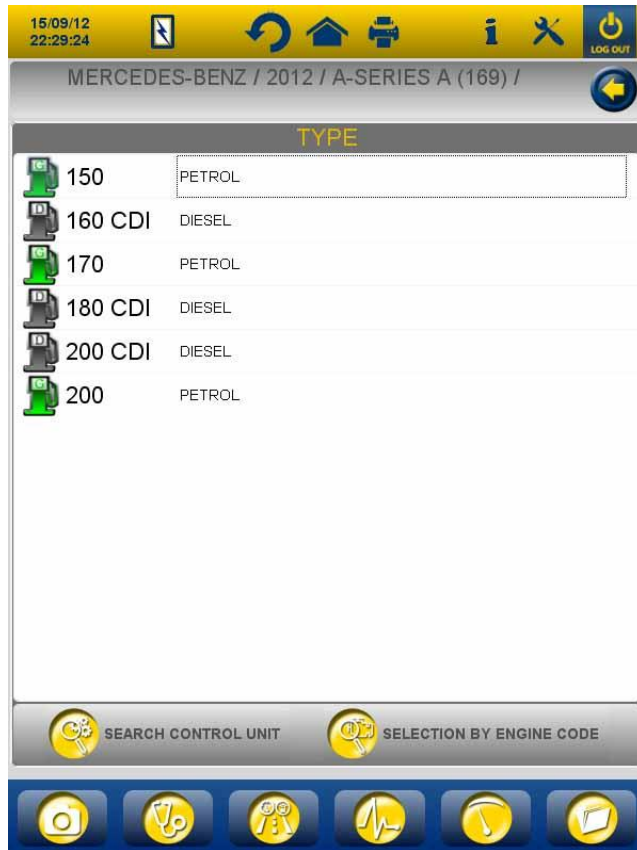 15/09/12
22:29:24
LOG OUT
MERCEDES-BENZ / 2012 / A-SERIES A (169) /
TYPE
G 150 PETROL
D 160 CDI DIESEL
G 170 PETROL
D 180 CDI DIESEL
D 200 CDI DIESEL
G 200 PETROL
SEARCH CONTROL UNIT SELECTION BY ENGINE CODE